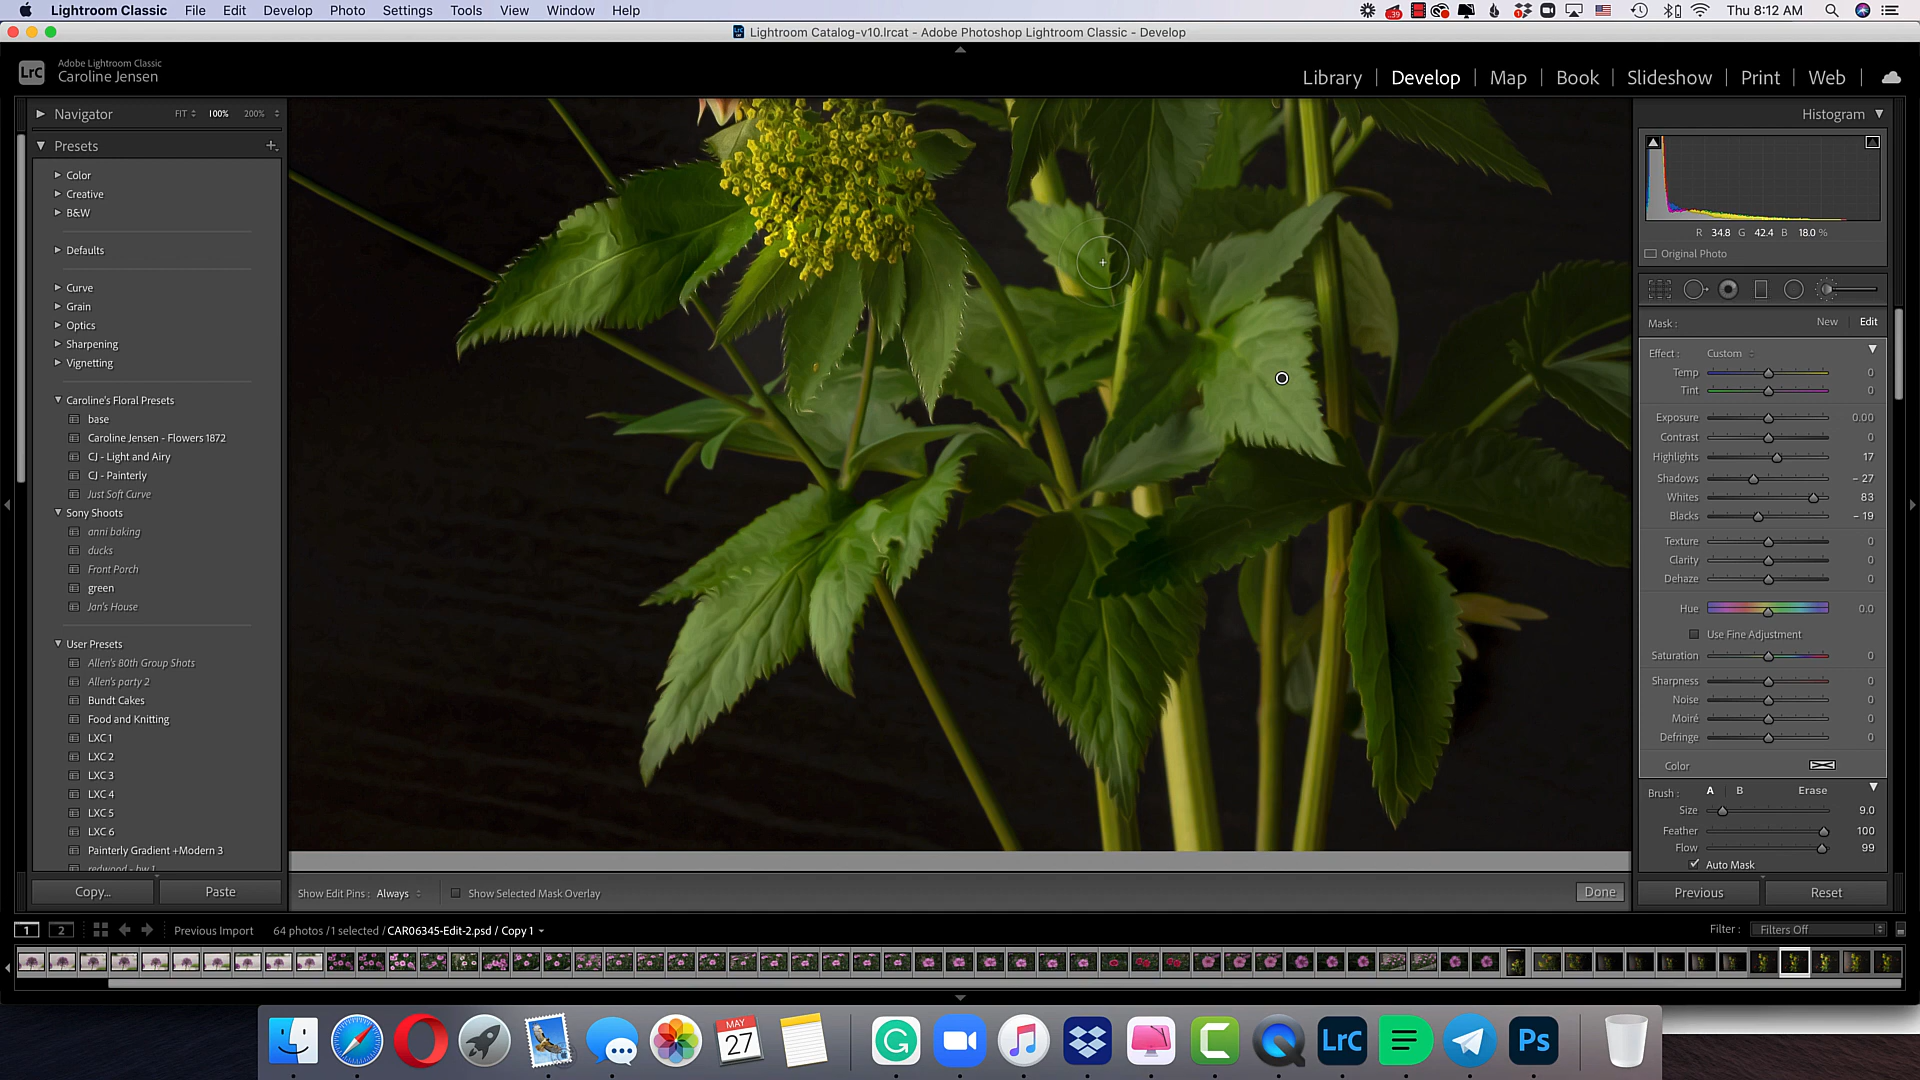 Lightroom Classic File Edit Develop Photo Settings Tools View Window Help Thu 8:12 AM
Lightroom Catalog-v10.lrcat - Adobe Photoshop Lightroom Classic - Develop
LrC Adobe Lightroom Classic
Caroline Jensen
Library | Develop | Map | Book | Slideshow | Print | Web
Navigator FIT 100% 200%
Presets
Color
Creative
B&W
Defaults
Curve
Grain
Optics
Sharpening
Vignetting
Caroline's Floral Presets
base
Caroline Jensen - Flowers 1872
CJ - Light and Airy
CJ - Painterly
Just Soft Curve
Sony Shoots
anni baking
ducks
Front Porch
green
Jan's House
User Presets
Allen's 80th Group Shots
Allen's party 2
Bundt Cakes
Food and Knitting
LXC 1
LXC 2
LXC 3
LXC 4
LXC 5
LXC 6
Painterly Gradient +Modern 3
redwood - bw 1
Copy... Paste
Histogram
R 34.8 G 42.4 B 18.0 %
Original Photo
Mask : New Edit
Effect : Custom
Temp 0
Tint 0
Exposure 0.00
Contrast 0
Highlights 17
Shadows - 27
Whites 83
Blacks - 19
Texture 0
Clarity 0
Dehaze 0
Hue 0.0
Use Fine Adjustment
Saturation 0
Sharpness 0
Noise 0
Moiré 0
Defringe 0
Color
Brush : A B Erase
Size 9.0
Feather 100
Flow 99
Auto Mask
Previous Reset
Show Edit Pins : Always Show Selected Mask Overlay Done
1 2 Previous Import 64 photos / 1 selected / CAR06345-Edit-2.psd / Copy 1 Filter : Filters Off
MAY
27
LrC
Ps